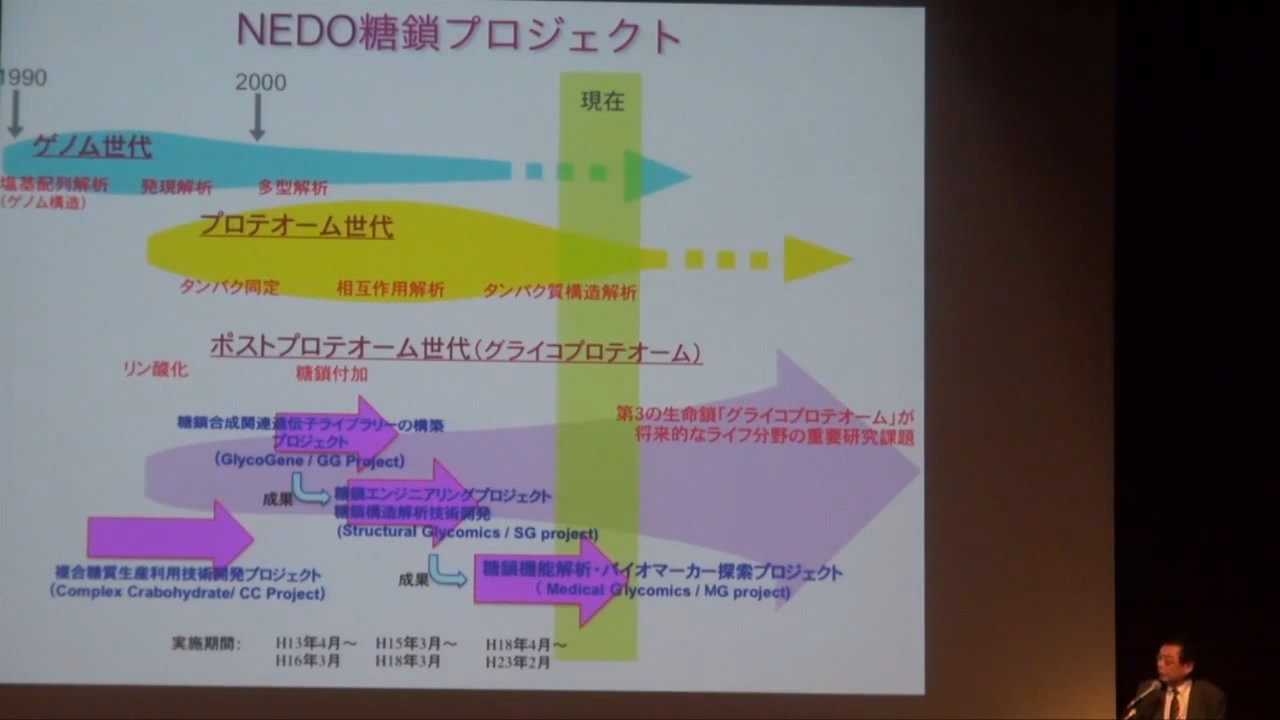 NEDO糖鎖プロジェクト
1990
2000
現在
ゲノム世代
塩基配列解析
発現解析
多型解析
(ゲノム構造)
プロテオーム世代
タンパク同定
相互作用解析
タンパク質構造解析
ポストプロテオーム世代(グライコプロテオーム)
リン酸化
糖鎖付加
第3の生命鎖「グライコプロテオーム」が
将来的なライフ分野の重要研究課題
糖鎖合成関連遺伝子ライブラリーの構築
プロジェクト
(GlycoGene / GG Project)
成果
糖鎖エンジニアリングプロジェクト
糖鎖構造解析技術開発
(Structural Glycomics / SG project)
複合糖質生産利用技術開発プロジェクト
(Complex Crabohydrate/ CC Project)
成果
糖鎖機能解析・バイオマーカー探索プロジェクト
( Medical Glycomics / MG project)
実施期間:
H13年4月～
H15年3月～
H18年4月～
H16年3月
H18年3月
H23年2月